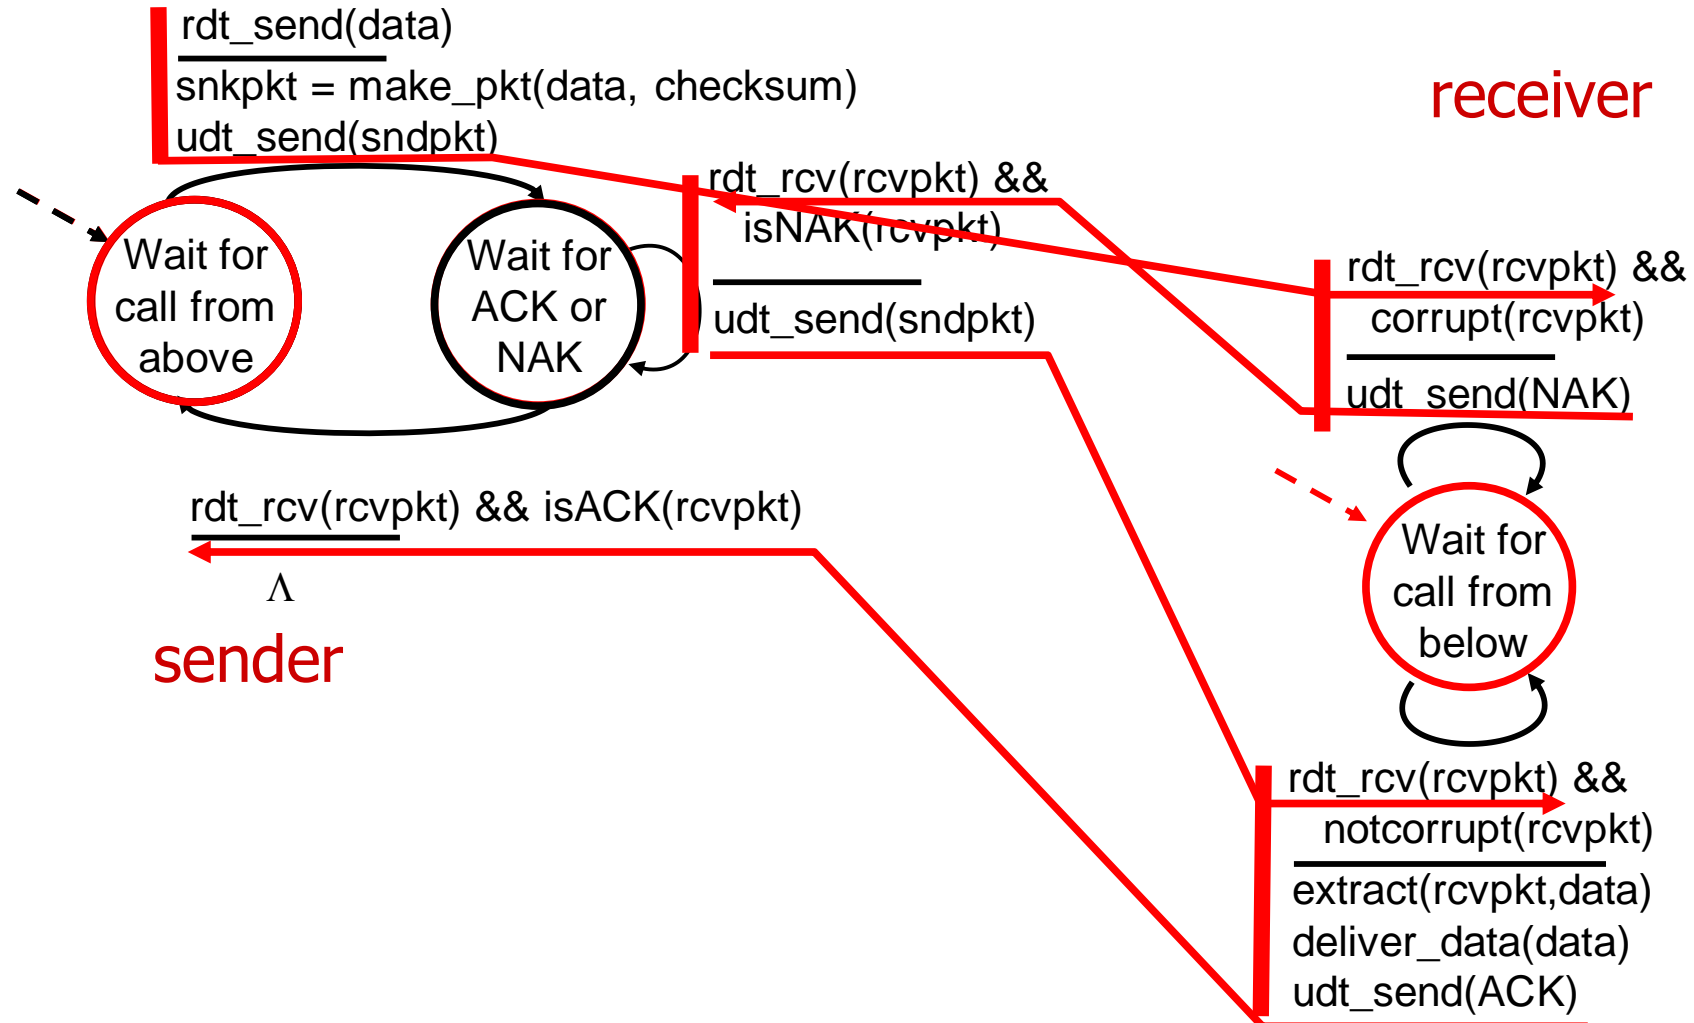 rdt_send(data)
snkpkt = make_pkt(data, checksum)
udt_send(sndpkt)
receiver
rdt_rcv(rcvpkt) &&
isNAK(rcvpkt)
udt_send(sndpkt)
Wait for
call from
above
Wait for
ACK or
NAK
rdt_rcv(rcvpkt) &&
corrupt(rcvpkt)
udt_send(NAK)
rdt_rcv(rcvpkt) && isACK(rcvpkt)
Λ
sender
Wait for
call from
below
rdt_rcv(rcvpkt) &&
notcorrupt(rcvpkt)
extract(rcvpkt,data)
deliver_data(data)
udt_send(ACK)